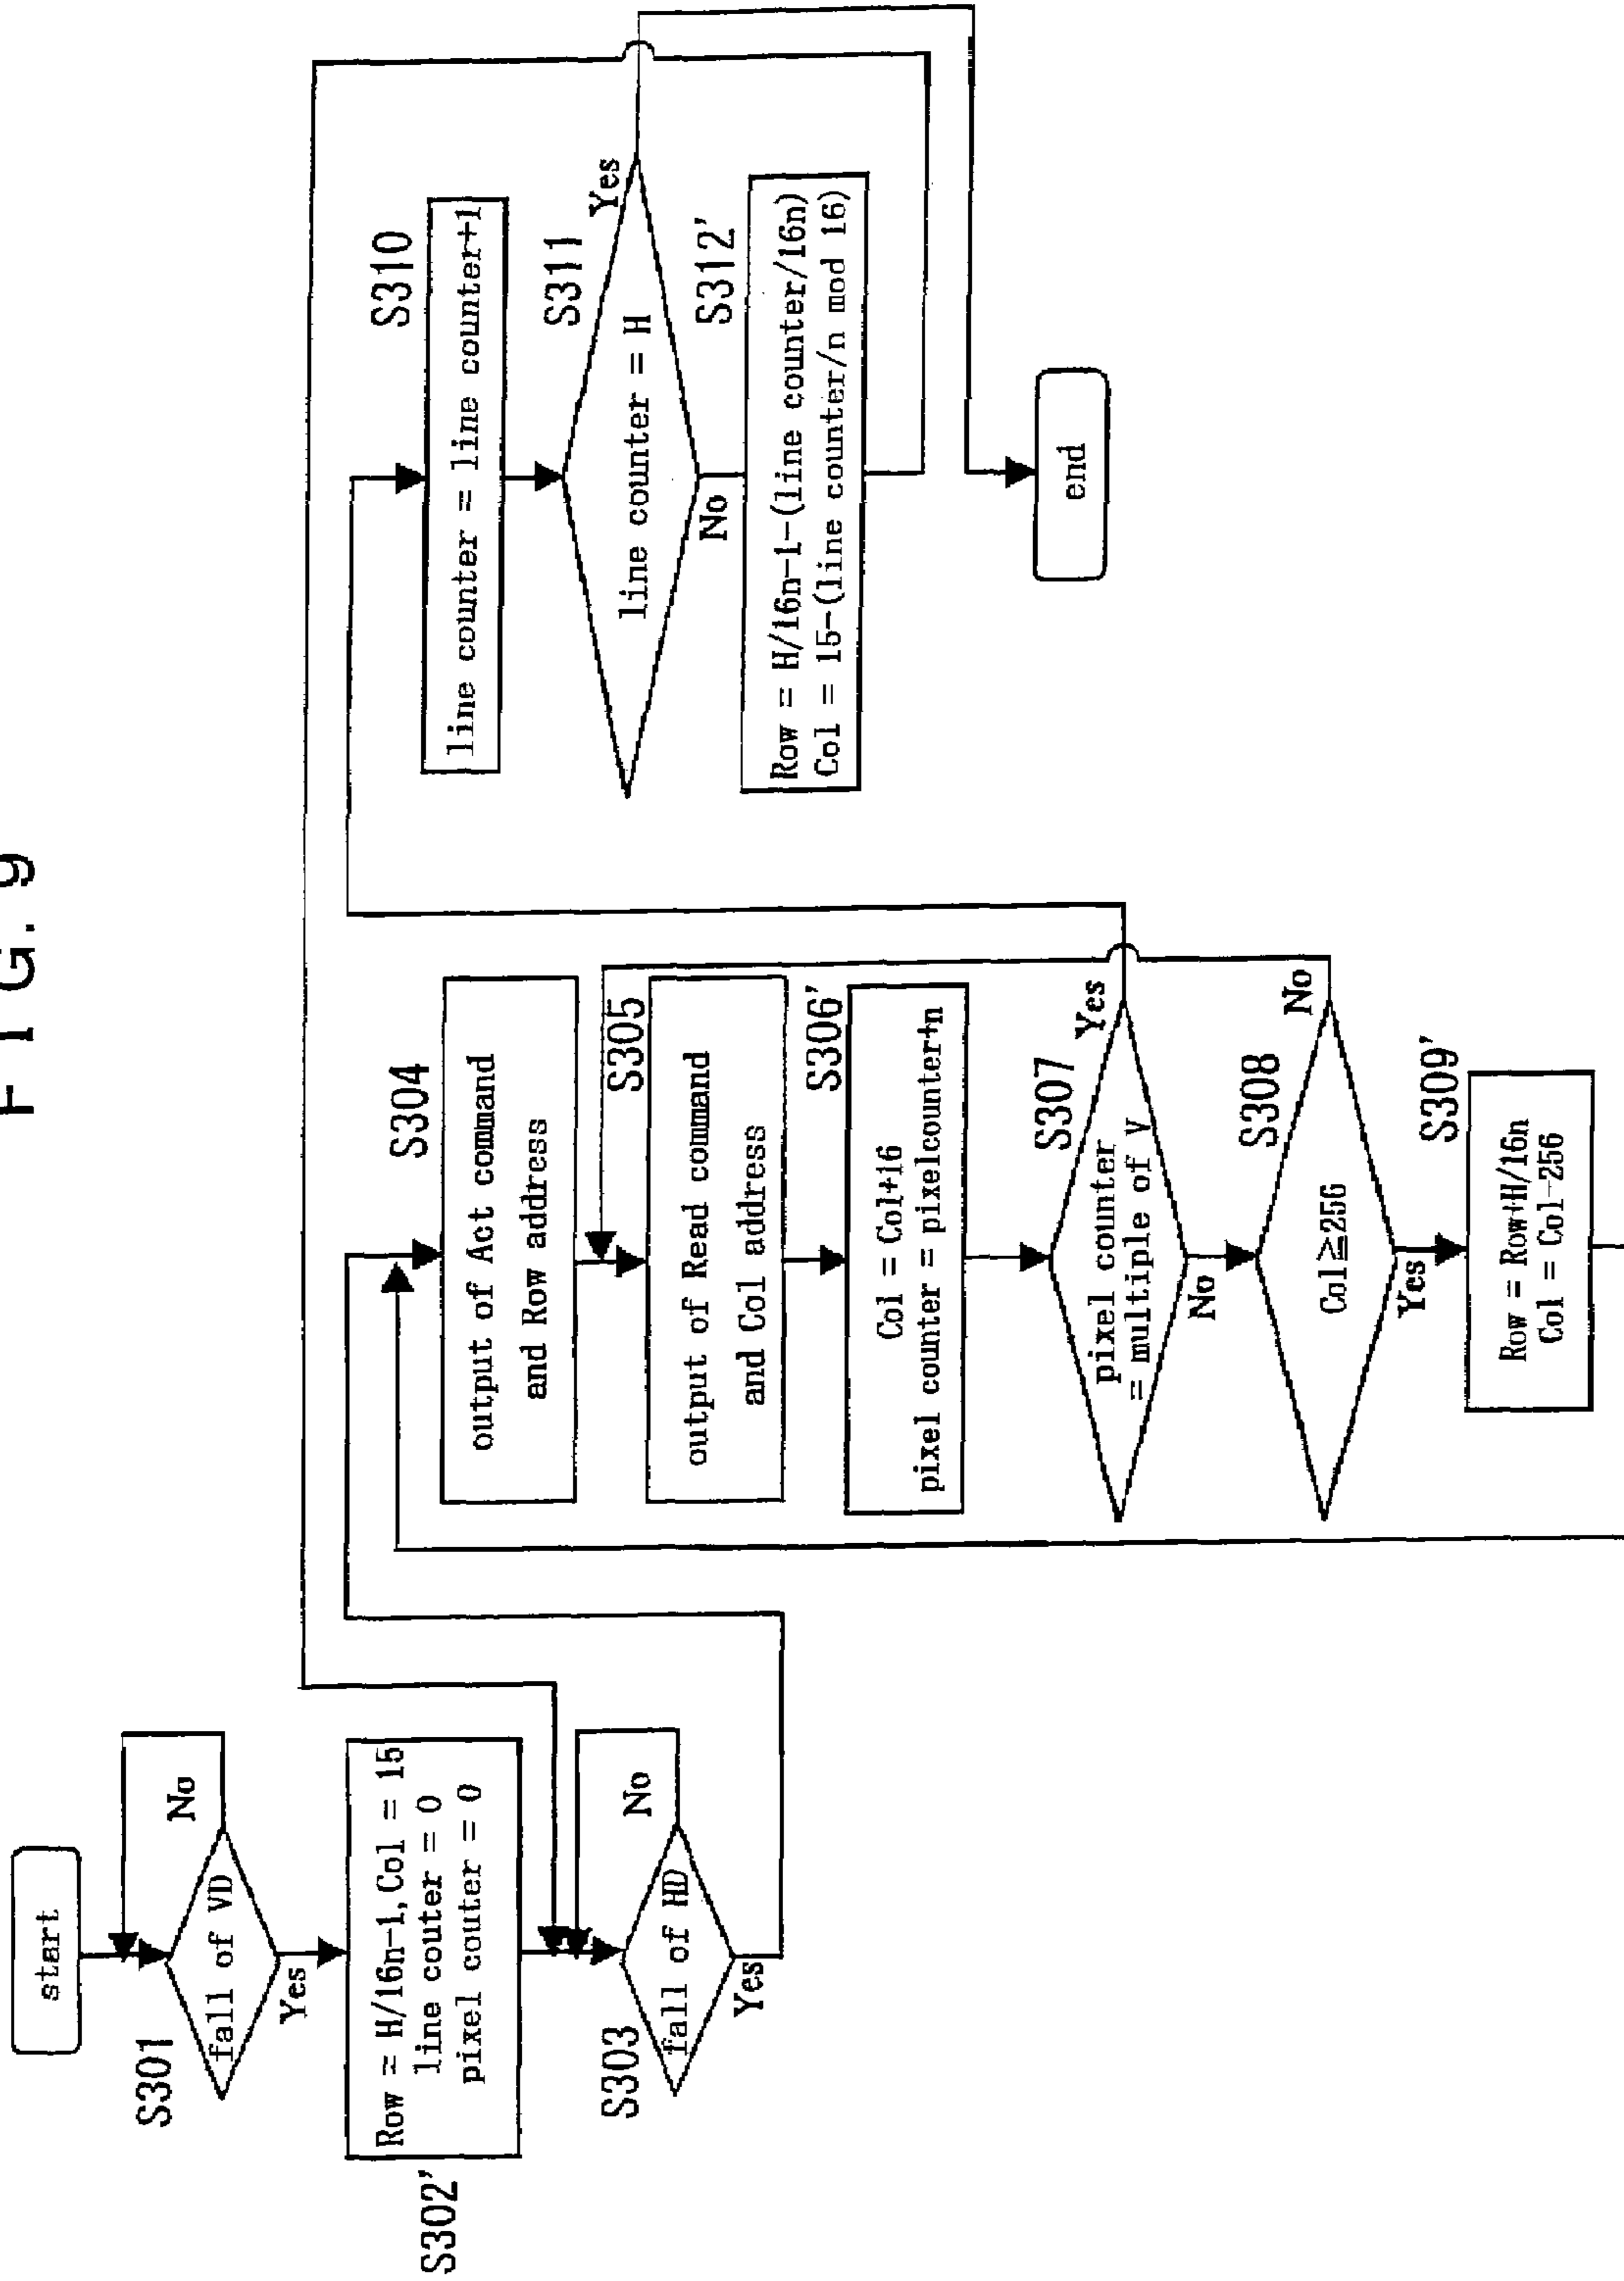 FIG. 9
start
S301
fall of VD
No
Yes
S302'
Row = H/16n-1, Col = 15
line couter = 0
pixel couter = 0
S303
fall of HD
No
Yes
S304
output of Act command
and Row address
S305
output of Read command
and Col address
S306'
Col = Col+16
pixel counter = pixelcounter+n
S307
pixel counter
= multiple of V
Yes
No
S308
Col≧256
No
Yes
S309'
Row = Row+H/16n
Col = Col-256
S310
line counter = line counter+1
S311
line counter = H
Yes
No
S312'
Row = H/16n-1-(line counter/16n)
Col = 15-(line counter/n mod 16)
end